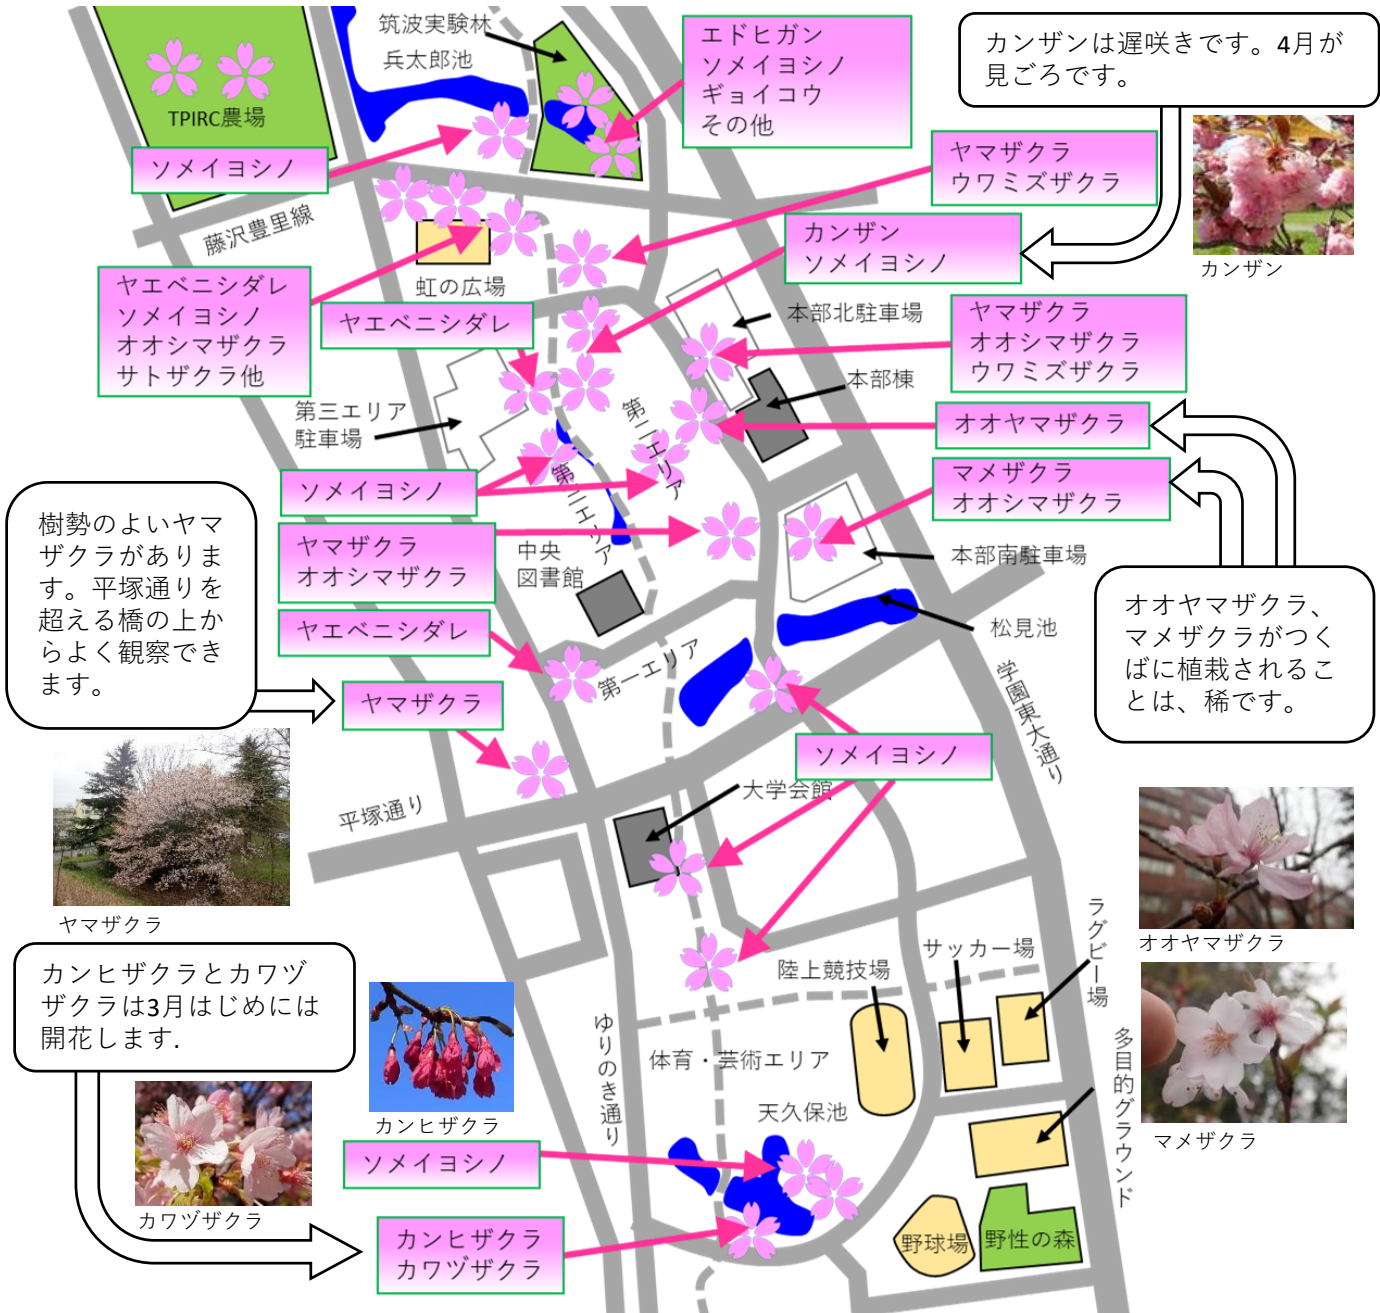 筑波実験林
兵太郎池
TPIRC農場
エドヒガン
ソメイヨシノ
ギョイコウ
その他
カンザンは遅咲きです。4月が
見ごろです。
ソメイヨシノ
ヤマザクラ
ウワミズザクラ
藤沢豊里線
カンザン
ソメイヨシノ
カンザン
ヤエベニシダレ
ソメイヨシノ
オオシマザクラ
サトザクラ他
虹の広場
ヤエベニシダレ
本部北駐車場
ヤマザクラ
オオシマザクラ
ウワミズザクラ
本部棟
第三エリア
駐車場
第二エリア
オオヤマザクラ
ソメイヨシノ
第三エリア
マメザクラ
オオシマザクラ
樹勢のよいヤマ
ザクラがありま
す。平塚通りを
超える橋の上か
らよく観察でき
ます。
ヤマザクラ
オオシマザクラ
中央
図書館
本部南駐車場
オオヤマザクラ、
マメザクラがつく
ばに植栽されるこ
とは、稀です。
ヤエベニシダレ
松見池
第一エリア
学園東大通り
ヤマザクラ
ソメイヨシノ
大学会館
平塚通り
ヤマザクラ
オオヤマザクラ
カンヒザクラとカワヅ
ザクラは3月はじめには
開花します.
陸上競技場
サッカー場
ラグビー場
ゆりのき通り
体育・芸術エリア
多目的グラウンド
天久保池
カンヒザクラ
マメザクラ
ソメイヨシノ
カワヅザクラ
カンヒザクラ
カワヅザクラ
野球場
野性の森